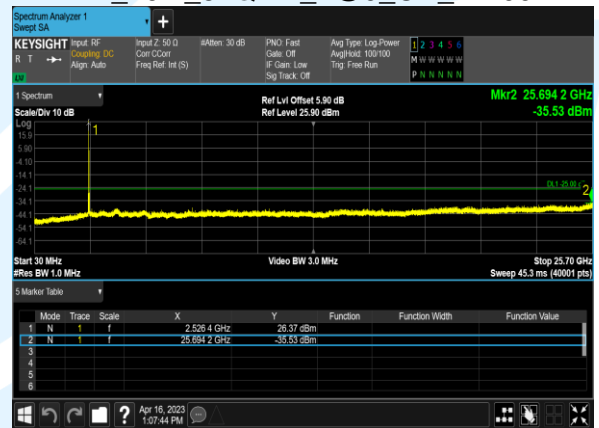 Spectrum Analyzer 1
Swept SA
+
KEYSIGHT
R T
LW
Input: RF
Coupling: DC
Align: Auto
Input Z: 50 Ω
Corr CCorr
Freq Ref: Int (S)
#Atten: 30 dB
PNO: Fast
Gate: Off
IF Gain: Low
Sig Track: Off
Avg Type: Log-Power
Avg|Hold: 100/100
Trig: Free Run
1 2 3 4 5 6
M W W W W W
P N N N N N
1 Spectrum
Scale/Div 10 dB
Log
Ref Lvl Offset 5.90 dB
Ref Level 25.90 dBm
Mkr2 25.694 2 GHz
-35.53 dBm
15.9
1
5.90
-4.10
-14.1
-24.1
DL1 -25.00
2
-34.1
-44.1
-54.1
-64.1
Start 30 MHz
#Res BW 1.0 MHz
Video BW 3.0 MHz
Stop 25.70 GHz
Sweep 45.3 ms (40001 pts)
5 Marker Table
Mode Trace Scale X Y Function Function Width Function Value
1 N 1 f 2.526 4 GHz 26.37 dBm
2 N 1 f 25.694 2 GHz -35.53 dBm
3
4
5
6
?
Apr 16, 2023
1:07:44 PM